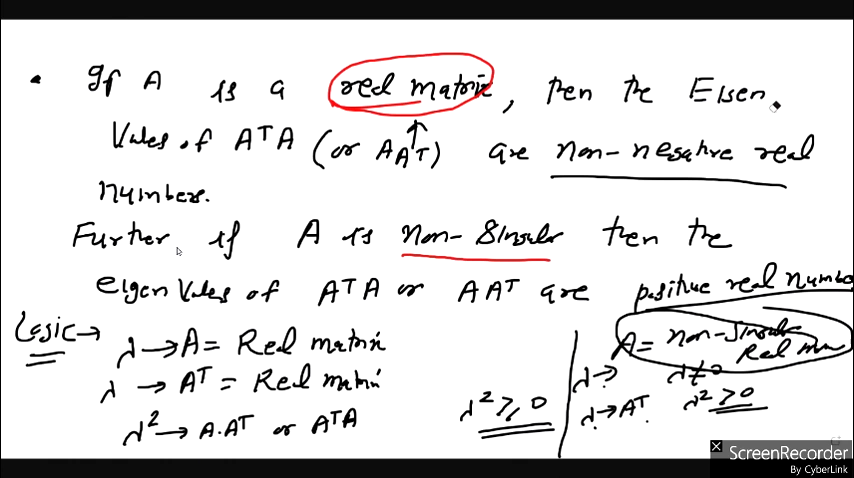 • If A is a real matrix, then the Eigen
Values of AᵀA (or AAᵀ) are non-negative real
numbers.
Further if A is non-Singular then the
eigen Values of AᵀA or AAᵀ are positive real number
Logic → λ → A = Real matrix
λ → Aᵀ = Real matrix
λ² → A.Aᵀ or AᵀA
λ² ≥ 0
A = non-Singular
Real
λ → λ ≠ 0
λ → Aᵀ. λ² > 0
ScreenRecorder
By CyberLink